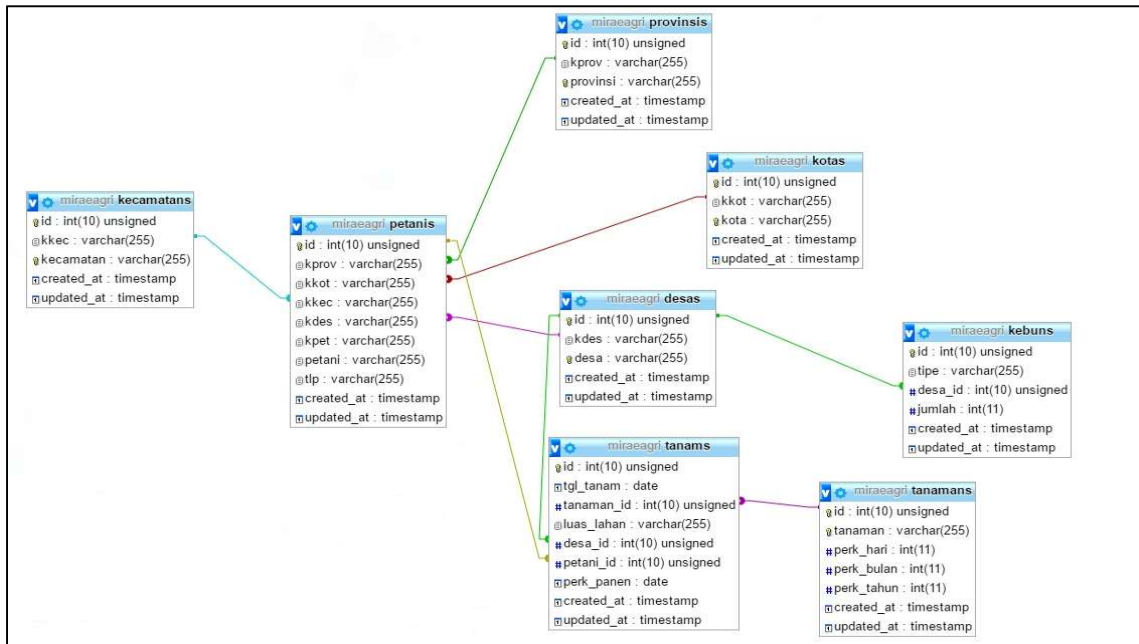 miraeagri provinsis
id : int(10) unsigned
kprov : varchar(255)
provinsi : varchar(255)
created_at : timestamp
updated_at : timestamp
miraeagri kotas
id : int(10) unsigned
kkot : varchar(255)
kota : varchar(255)
created_at : timestamp
updated_at : timestamp
miraeagri kecamatans
id : int(10) unsigned
kkec : varchar(255)
kecamatan : varchar(255)
created_at : timestamp
updated_at : timestamp
miraeagri petanis
id : int(10) unsigned
kprov : varchar(255)
kkot : varchar(255)
kkec : varchar(255)
kdes : varchar(255)
kpet : varchar(255)
petani : varchar(255)
tlp : varchar(255)
created_at : timestamp
updated_at : timestamp
miraeagri desas
id : int(10) unsigned
kdes : varchar(255)
desa : varchar(255)
created_at : timestamp
updated_at : timestamp
miraeagri kebuns
id : int(10) unsigned
tipe : varchar(255)
desa_id : int(10) unsigned
jumlah : int(11)
created_at : timestamp
updated_at : timestamp
miraeagri tanams
id : int(10) unsigned
tgl_tanam : date
tanaman_id : int(10) unsigned
luas_lahan : varchar(255)
desa_id : int(10) unsigned
petani_id : int(10) unsigned
perk_panen : date
created_at : timestamp
updated_at : timestamp
miraeagri tanamans
id : int(10) unsigned
tanaman : varchar(255)
perk_hari : int(11)
perk_bulan : int(11)
perk_tahun : int(11)
created_at : timestamp
updated_at : timestamp